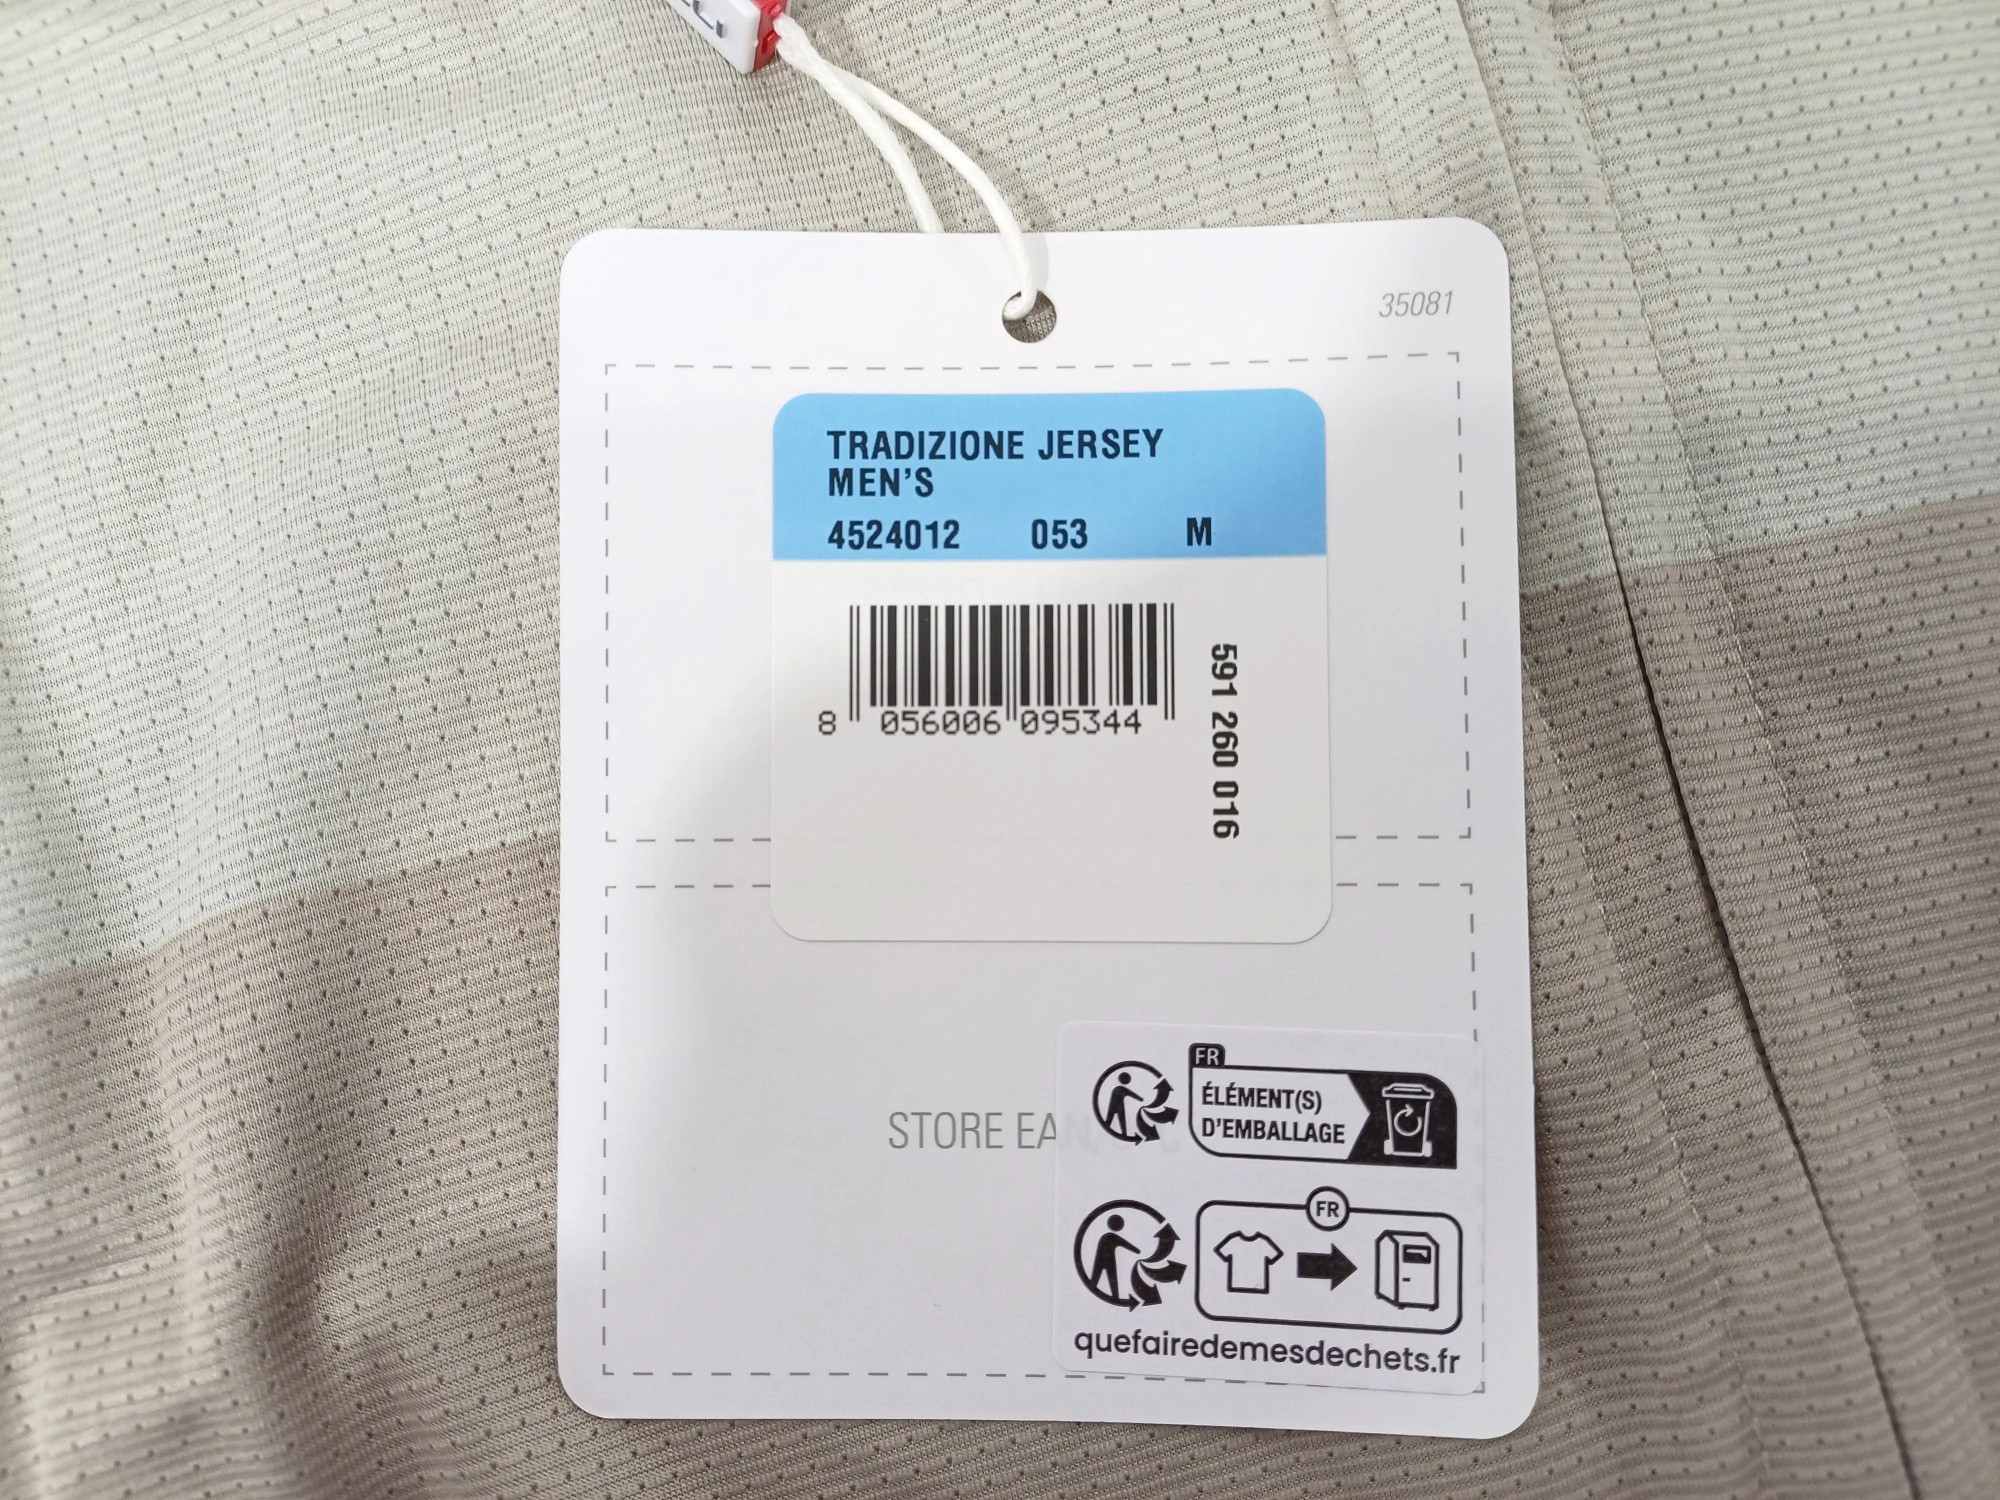 35081
TRADIZIONE JERSEY
MEN'S
4524012 053 M
8 056006 095344
591 260 016
STORE EAN
FR
ÉLÉMENT(S)
D'EMBALLAGE
FR
quefairedemesdechets.fr